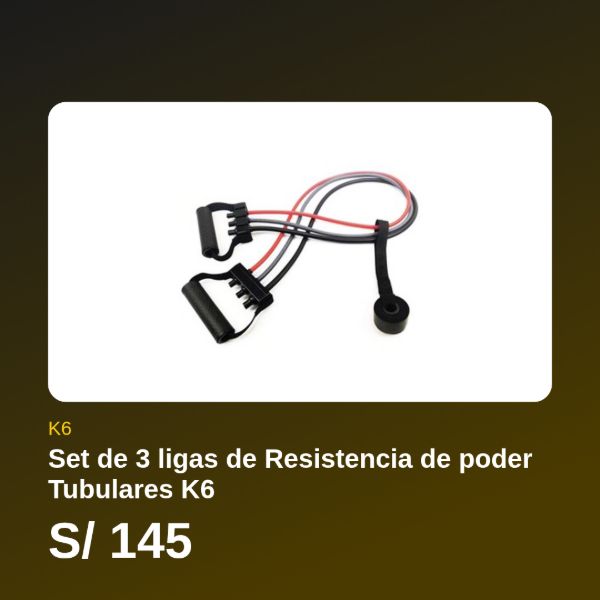 K6
Set de 3 ligas de Resistencia de poder
Tubulares K6
S/ 145